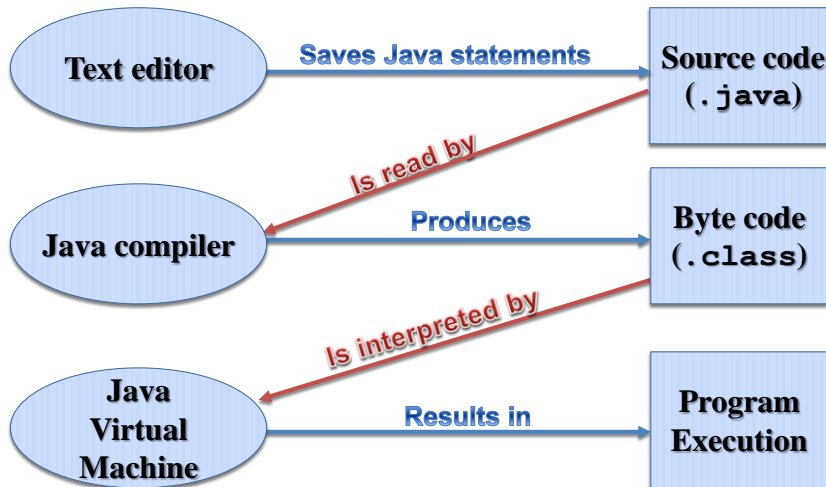 Text editor
Saves Java statements
Source code
(.java)
Is read by
Java compiler
Produces
Byte code
(.class)
Is interpreted by
Java
Virtual
Machine
Results in
Program
Execution